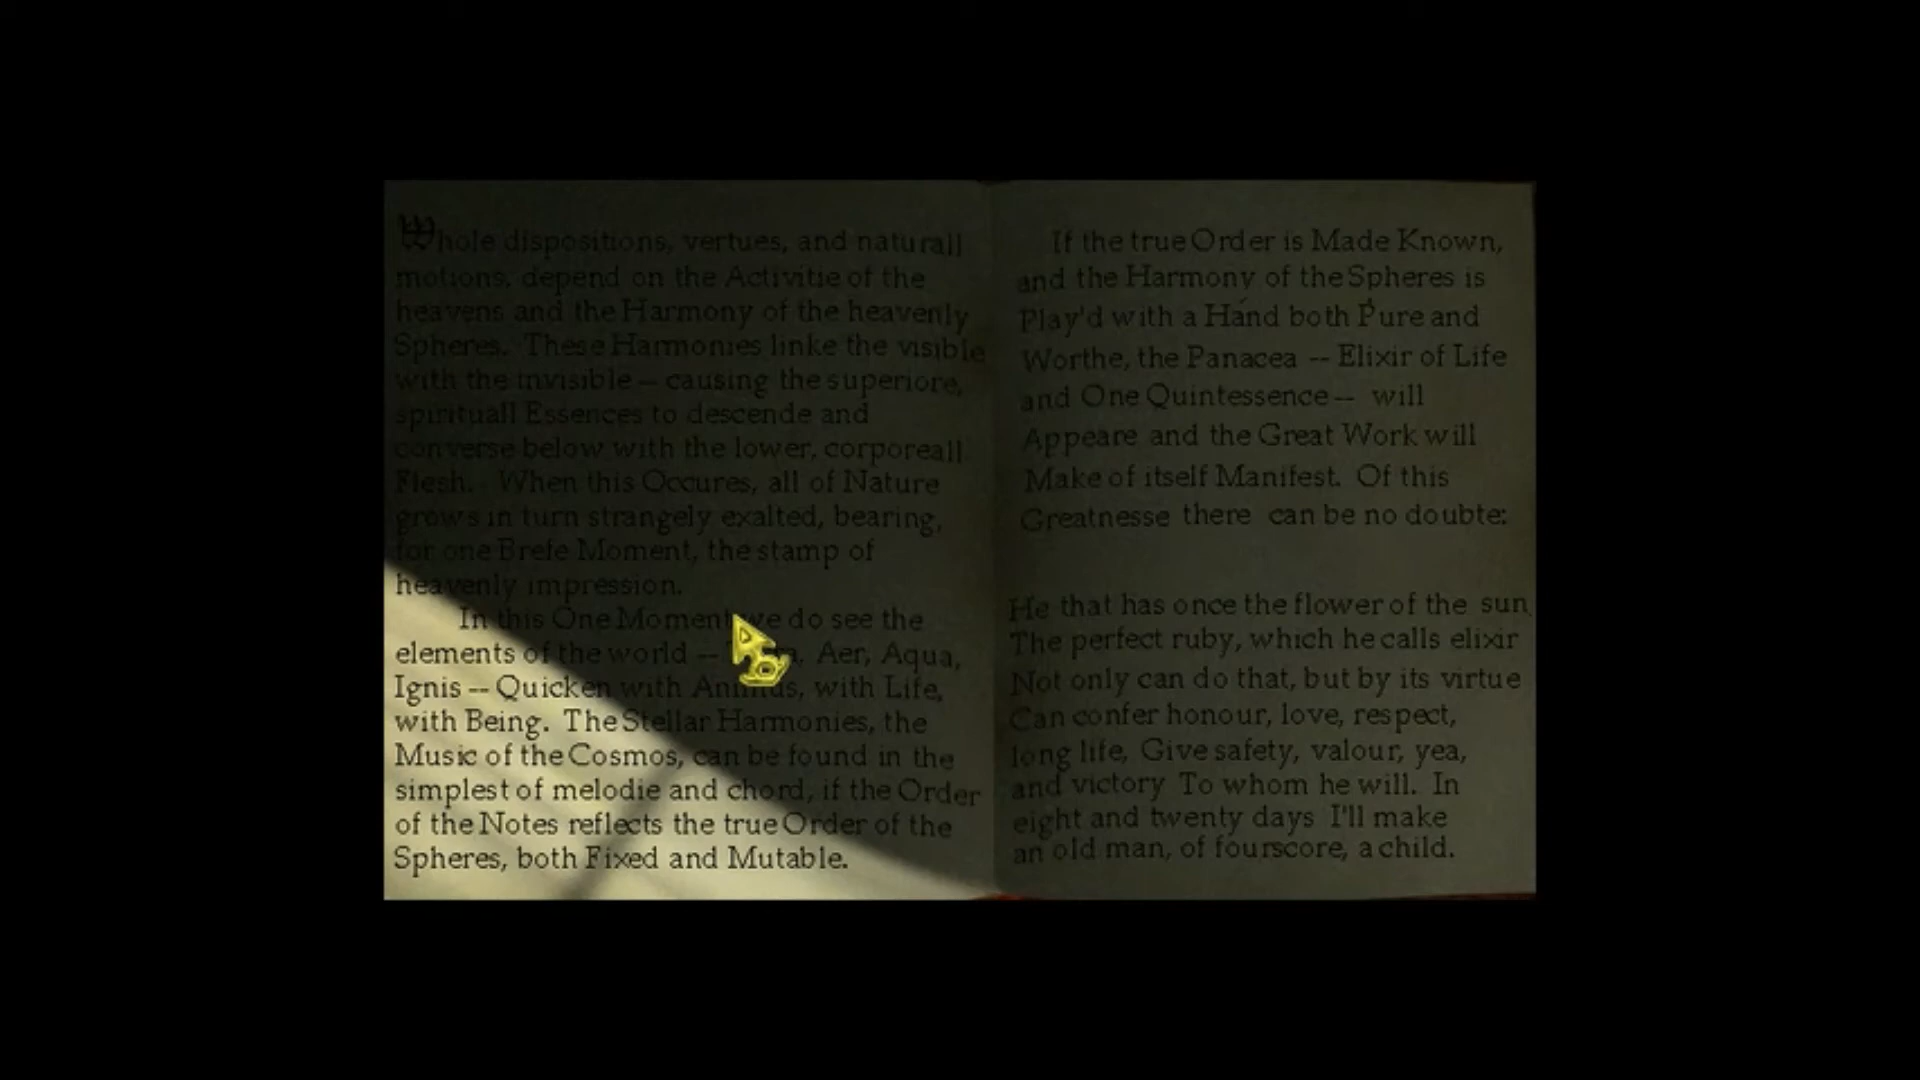 Whole dispositions, vertues, and naturall
motions, depend on the Activitie of the
heavens and the Harmony of the heavenly
Spheres. These Harmonies linke the visible
with the invisible – causing the superiore,
spirituall Essences to descende and
converse below with the lower, corporeall
Flesh. When this Occures, all of Nature
grows in turn strangely exalted, bearing,
for one Brefe Moment, the stamp of
heavenly impression.
In this One Moment we do see the
elements of the world -- Aer, Aqua,
Ignis -- Quicken with Animus, with Life,
with Being. The Stellar Harmonies, the
Music of the Cosmos, can be found in the
simplest of melodie and chord, if the Order
of the Notes reflects the true Order of the
Spheres, both Fixed and Mutable.
If the true Order is Made Known,
and the Harmony of the Spheres is
Play'd with a Hand both Pure and
Worthe, the Panacea -- Elixir of Life
and One Quintessence -- will
Appeare and the Great Work will
Make of itself Manifest. Of this
Greatnesse there can be no doubte:
He that has once the flower of the sun
The perfect ruby, which he calls elixir
Not only can do that, but by its virtue
Can confer honour, love, respect,
long life, Give safety, valour, yea,
and victory To whom he will. In
eight and twenty days I'll make
an old man, of fourscore, a child.